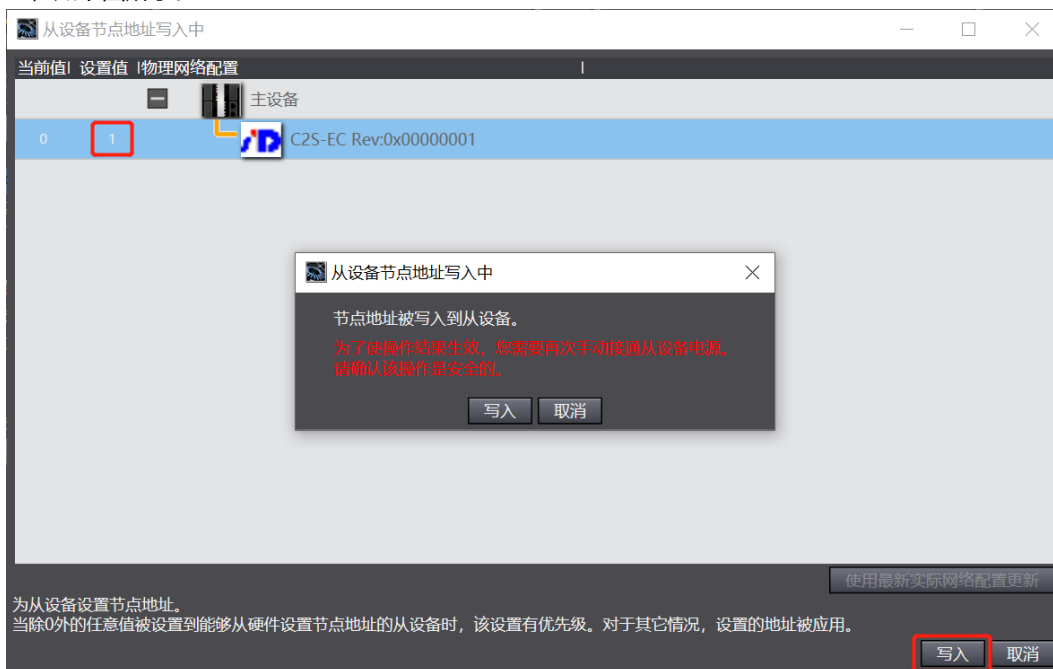 从设备节点地址写入中
当前值| 设置值 |物理网络配置 |
主设备
0 1 C2S-EC Rev:0x00000001
从设备节点地址写入中
节点地址被写入到从设备。
为了使操作结果生效，您需要再次手动接通从设备电源。
请确认该操作是安全的。
写入 取消
使用最新实际网络配置更新
为从设备设置节点地址。
当除0外的任意值被设置到能够从硬件设置节点地址的从设备时，该设置有优先级。对于其它情况，设置的地址被应用。
写入 取消